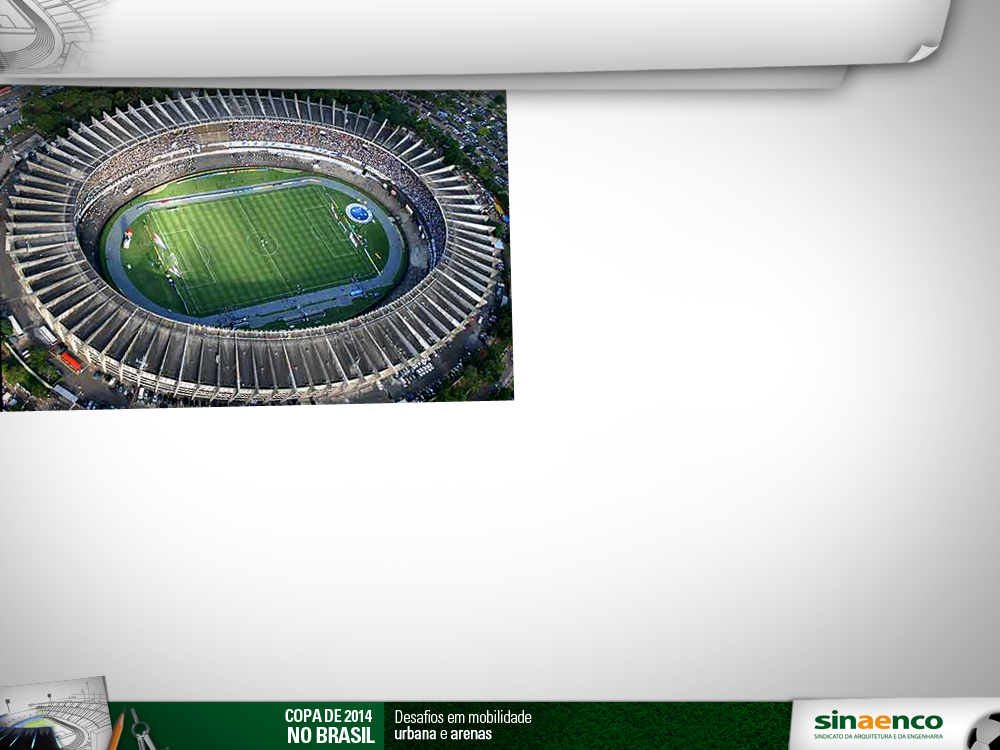 COPA DE 2014
NO BRASIL
Desafios em mobilidade
urbana e arenas
sinaenco
SINDICATO DA ARQUITETURA E DA ENGENHARIA